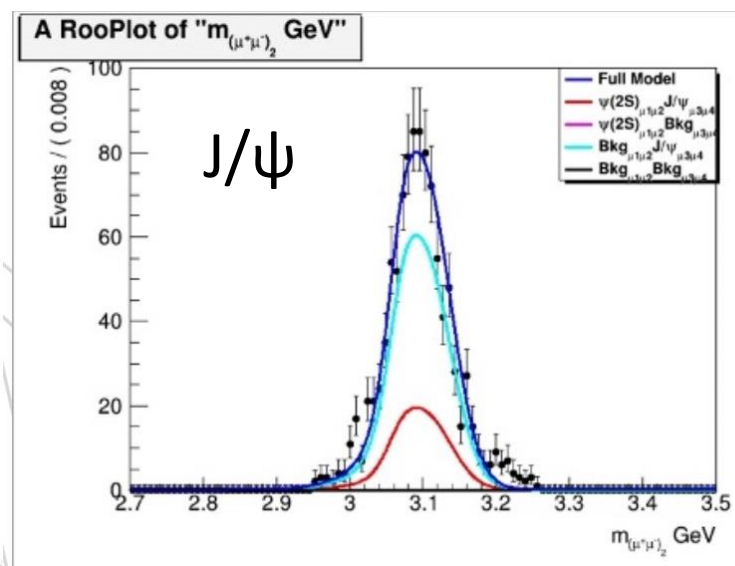 A RooPlot of "m(μ⁺μ⁻)₂ GeV"
Events / ( 0.008 )
100
80
60
40
20
0
J/ψ
Full Model
ψ(2S)μ1μ2J/ψμ3μ4
ψ(2S)μ1μ2Bkgμ3μ4
Bkgμ1μ2J/ψμ3μ4
Bkgμ1μ2Bkgμ3μ4
2.7 2.8 2.9 3 3.1 3.2 3.3 3.4 3.5
m(μ⁺μ⁻)₂ GeV